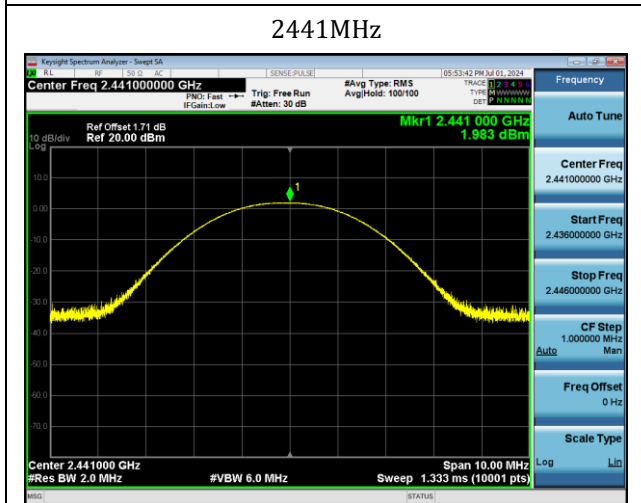 2441MHz
Keysight Spectrum Analyzer - Swept SA
RL RF 50 Ω AC SENSE:PULSE 05:53:42 PM Jul 01, 2024
Center Freq 2.441000000 GHz
PNO: Fast
IFGain:Low
Trig: Free Run
#Atten: 30 dB
#Avg Type: RMS
Avg|Hold: 100/100
TRACE 1 2 3 4 5 6
TYPE M W W W W W
DET P N N N N N
Ref Offset 1.71 dB
10 dB/div Ref 20.00 dBm
Log
Mkr1 2.441 000 GHz
1.983 dBm
1
10.0
0.00
-10.0
-20.0
-30.0
-40.0
-50.0
-60.0
-70.0
Center 2.441000 GHz Span 10.00 MHz
#Res BW 2.0 MHz #VBW 6.0 MHz Sweep 1.333 ms (10001 pts)
MSG STATUS
Frequency
Auto Tune
Center Freq
2.441000000 GHz
Start Freq
2.436000000 GHz
Stop Freq
2.446000000 GHz
CF Step
1.000000 MHz
Auto Man
Freq Offset
0 Hz
Scale Type
Log Lin